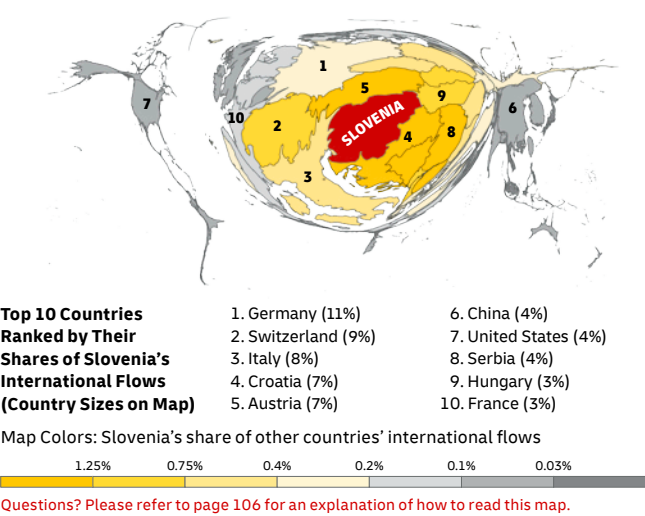 1
5
10
2
9
7
6
SLOVENIA
4
8
3
Top 10 Countries
Ranked by Their
Shares of Slovenia's
International Flows
(Country Sizes on Map)
1. Germany (11%)
2. Switzerland (9%)
3. Italy (8%)
4. Croatia (7%)
5. Austria (7%)
6. China (4%)
7. United States (4%)
8. Serbia (4%)
9. Hungary (3%)
10. France (3%)
Map Colors: Slovenia's share of other countries' international flows
1.25% 0.75% 0.4% 0.2% 0.1% 0.03%
Questions? Please refer to page 106 for an explanation of how to read this map.